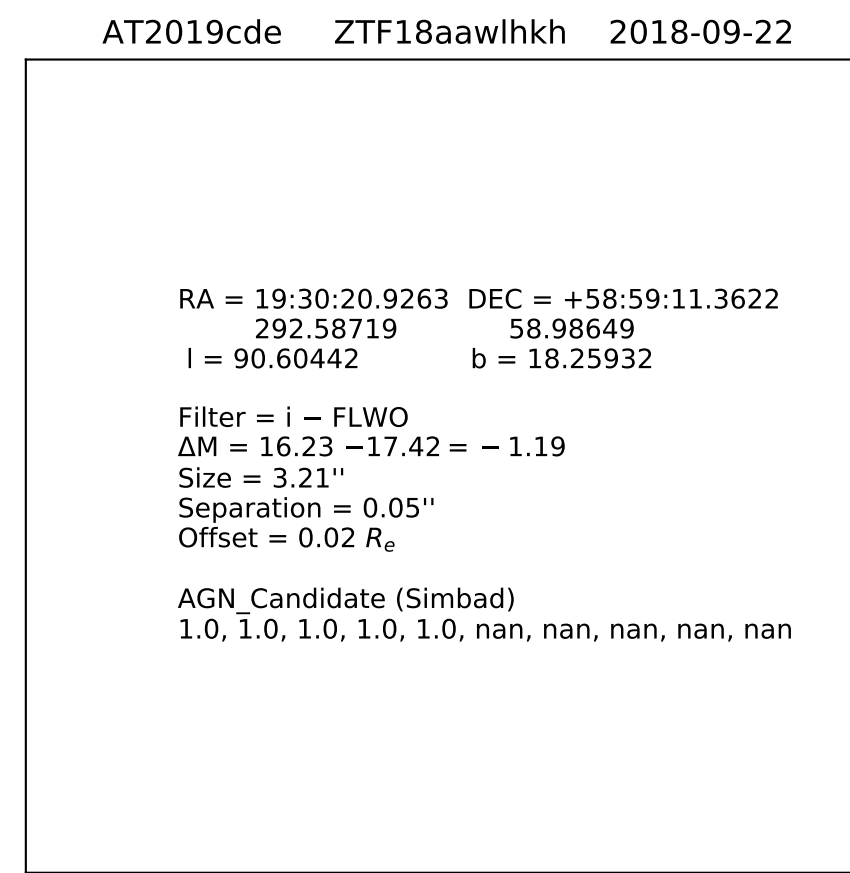 AT2019cde ZTF18aawlhkh 2018-09-22
RA = 19:30:20.9263 DEC = +58:59:11.3622
292.58719 58.98649
l = 90.60442 b = 18.25932
Filter = i − FLWO
ΔM = 16.23 −17.42 = − 1.19
Size = 3.21''
Separation = 0.05''
Offset = 0.02 Re
AGN_Candidate (Simbad)
1.0, 1.0, 1.0, 1.0, 1.0, nan, nan, nan, nan, nan